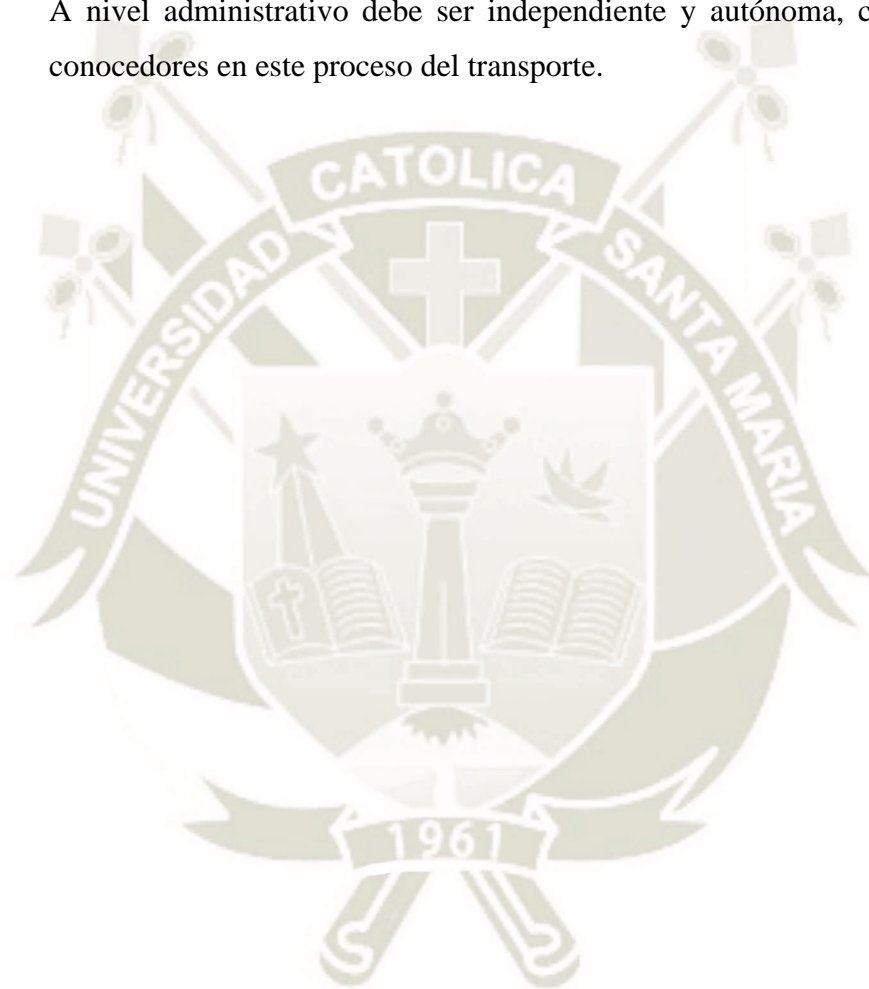 A nivel administrativo debe ser independiente y autónoma, c
conocedores en este proceso del transporte.
UNIVERSIDAD CATOLICA SANTA MARIA
1961